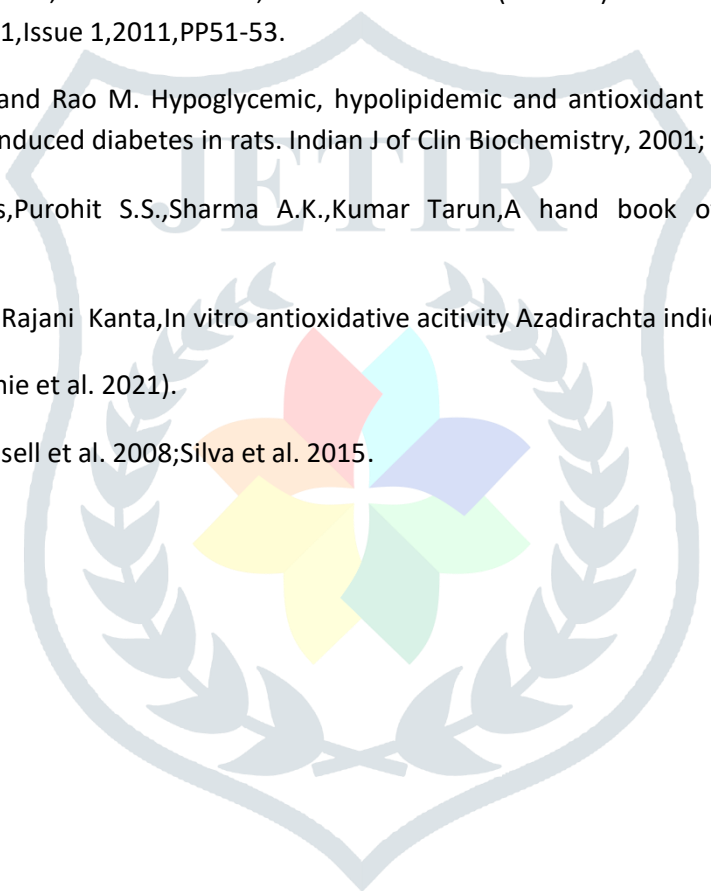 1,Issue 1,2011,PP51-53.
and Rao M. Hypoglycemic, hypolipidemic and antioxidant
nduced diabetes in rats. Indian J of Clin Biochemistry, 2001;
JETIR
s,Purohit S.S.,Sharma A.K.,Kumar Tarun,A hand book o
Rajani Kanta,In vitro antioxidative acitivity Azadirachta indi
nie et al. 2021).
sell et al. 2008;Silva et al. 2015.